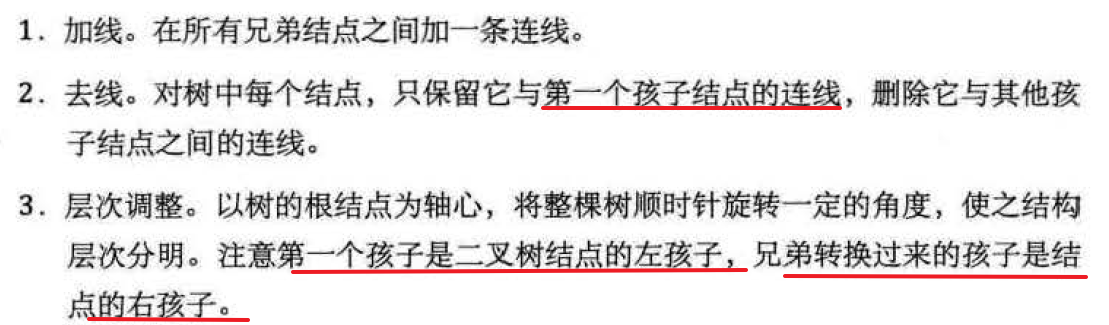 1. 加线。在所有兄弟结点之间加一条连线。
2. 去线。对树中每个结点，只保留它与第一个孩子结点的连线，删除它与其他孩
子结点之间的连线。
3. 层次调整。以树的根结点为轴心，将整棵树顺时针旋转一定的角度，使之结构
层次分明。注意第一个孩子是二叉树结点的左孩子，兄弟转换过来的孩子是结
点的右孩子。